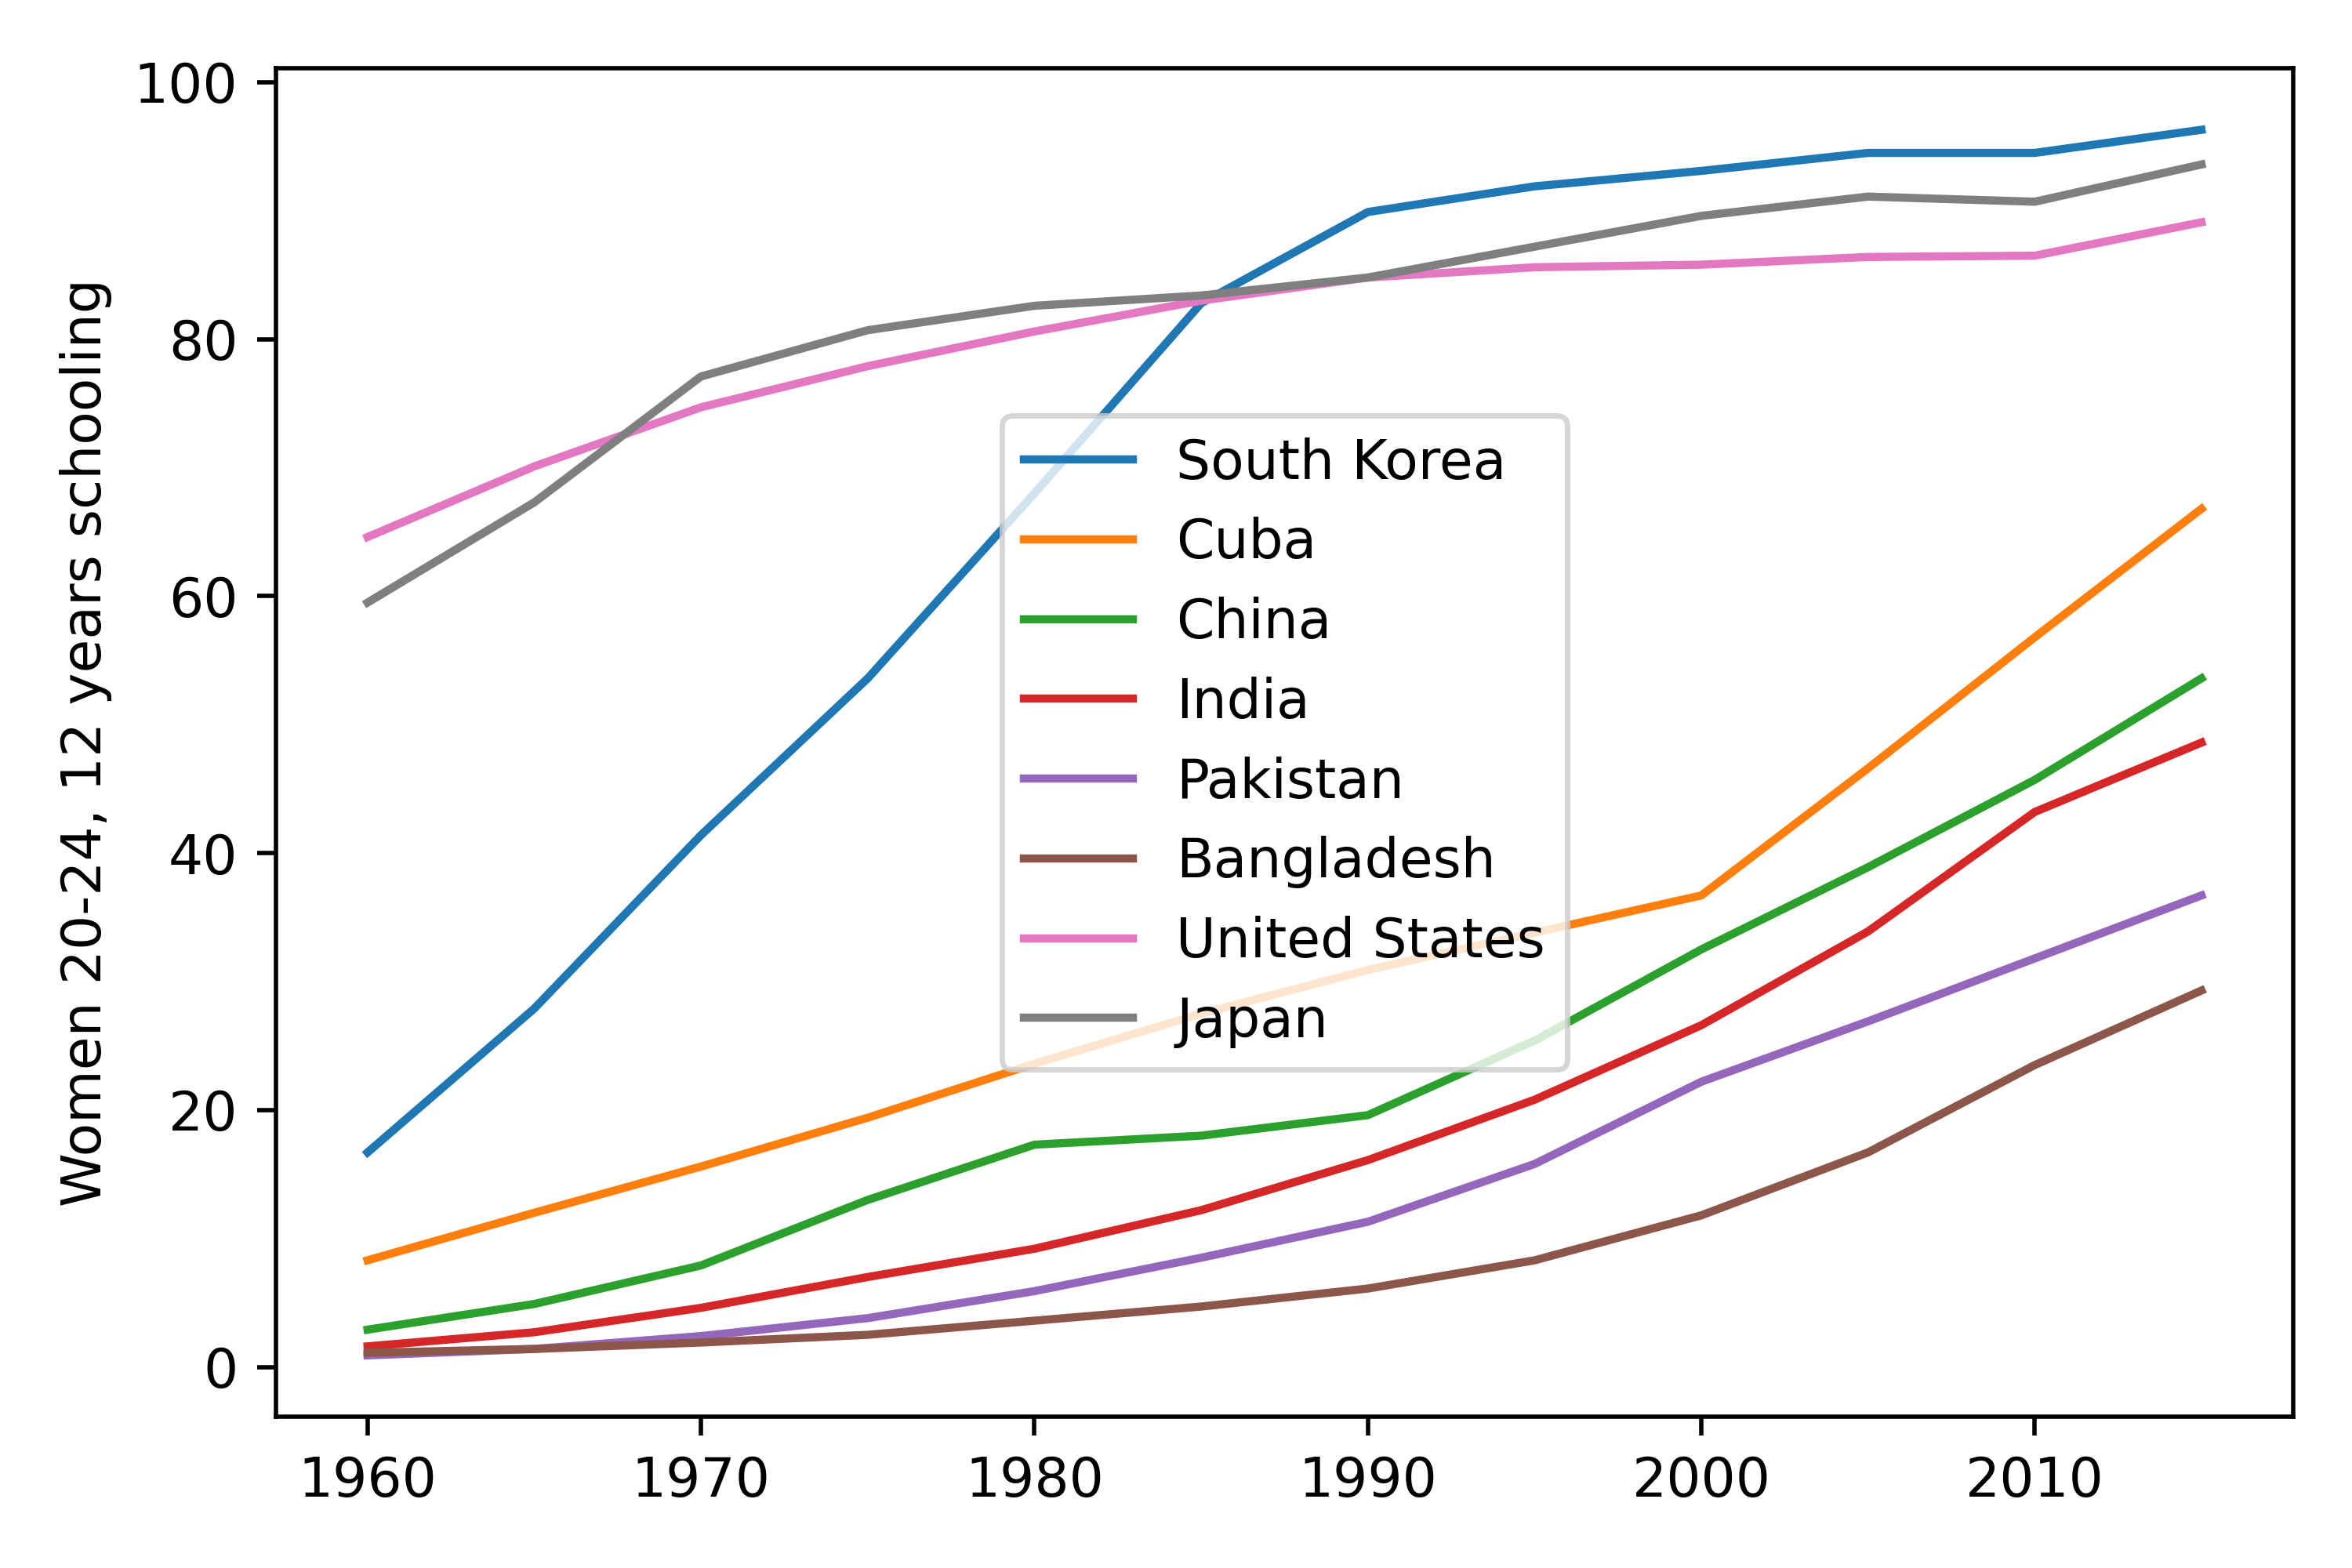 100
80
60
40
20
0
Women 20-24, 12 years schooling
South Korea
Cuba
China
India
Pakistan
Bangladesh
United States
Japan
1960 1970 1980 1990 2000 2010